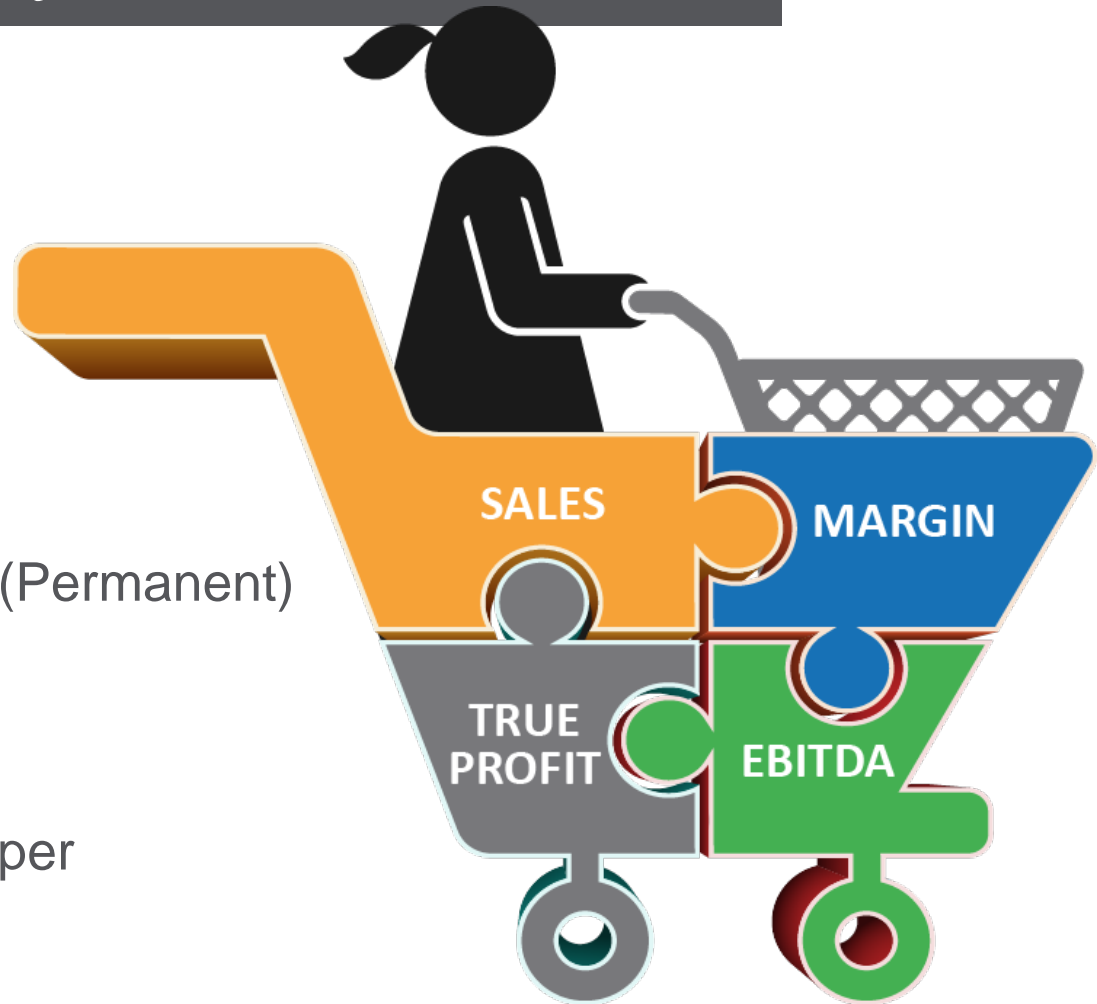 SALES
MARGIN
(Permanent)
TRUE
PROFIT
EBITDA
per